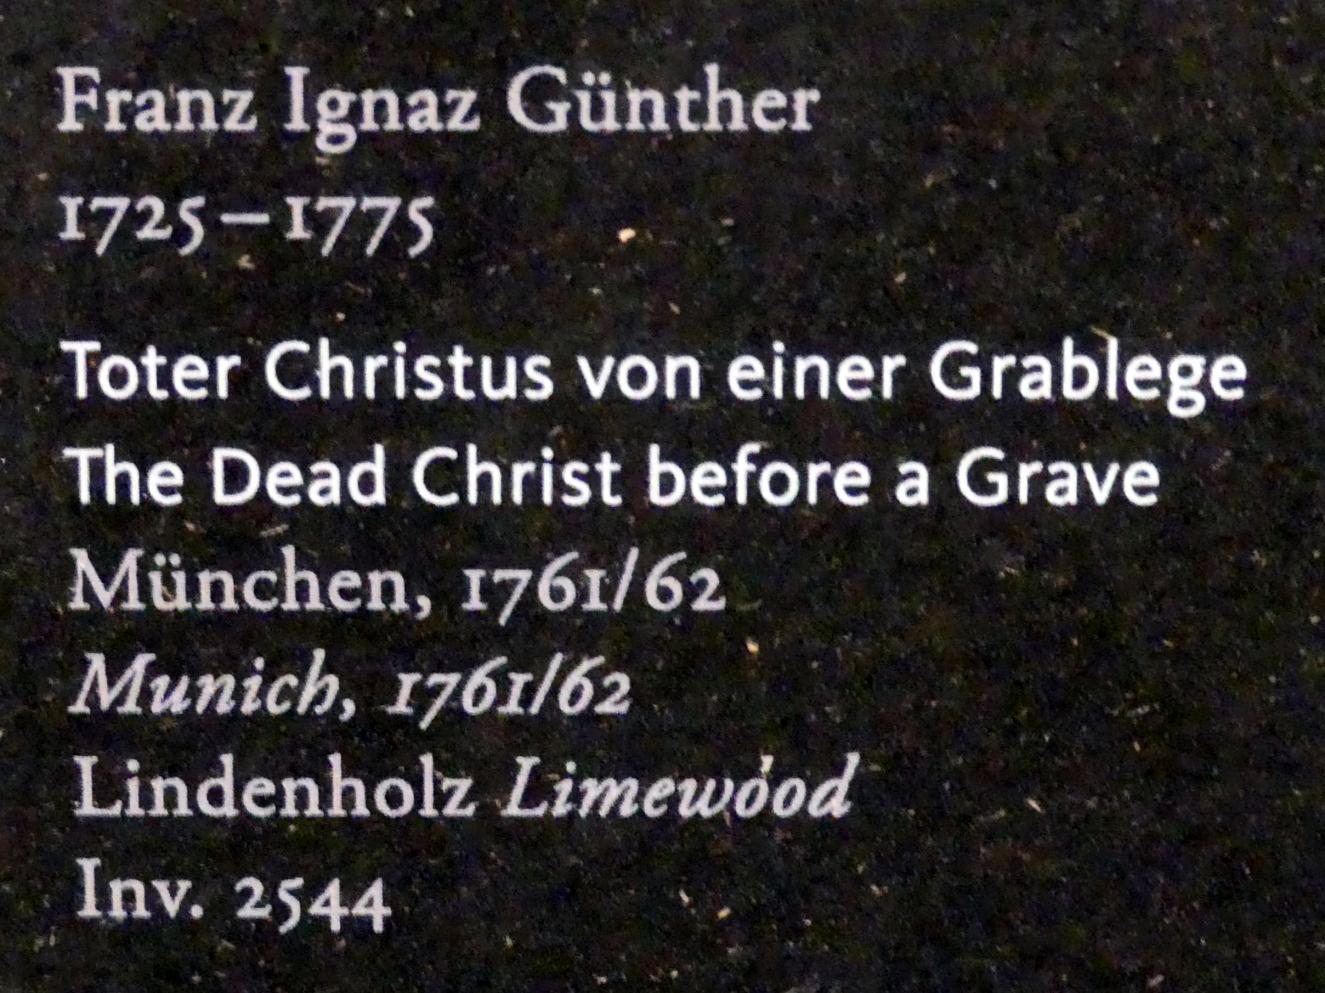 Franz Ignaz Günther
1725–1775
Toter Christus von einer Grablege
The Dead Christ before a Grave
München, 1761/62
Munich, 1761/62
Lindenholz Limewood
Inv. 2544